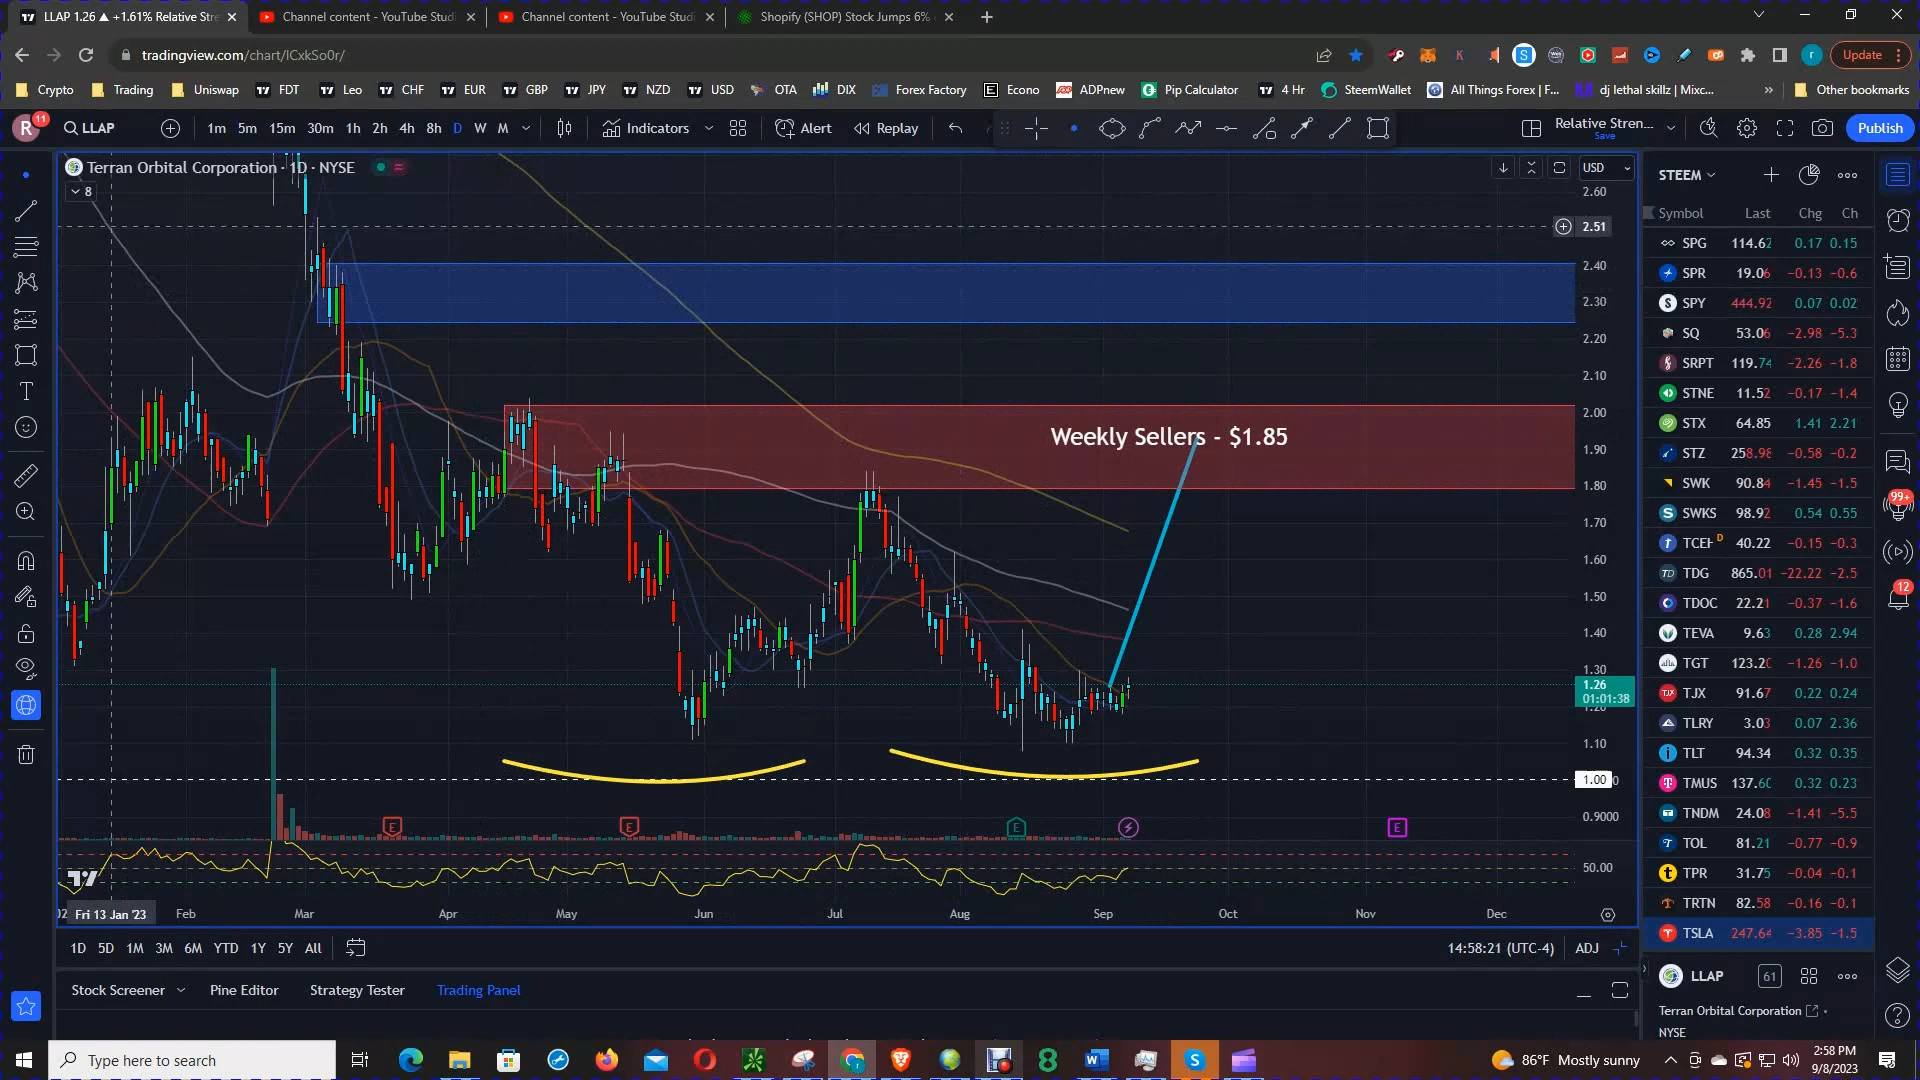 LLAP 1.26 ▲ +1.61% Relative Stre
Channel content - YouTube Studi
Channel content - YouTube Studi
Shopify (SHOP) Stock Jumps 6%
tradingview.com/chart/lCxkSo0r/
Update
Crypto
Trading
Uniswap
FDT
Leo
CHF
EUR
GBP
JPY
NZD
USD
OTA
DIX
Forex Factory
Econo
ADPnew
Pip Calculator
4 Hr
SteemWallet
All Things Forex | F...
dj lethal skillz | Mixc...
»
Other bookmarks
R 11
LLAP
1m 5m 15m 30m 1h 2h 4h 8h D W M
Indicators
Alert
Replay
Relative Stren...
Save
Publish
Terran Orbital Corporation · 1D · NYSE
8
USD
2.60
2.51
2.40
2.30
2.20
2.10
2.00
1.90
1.80
1.70
1.60
1.50
1.40
1.30
1.26
01:01:38
1.20
1.10
1.00
0.9000
50.00
Weekly Sellers - $1.85
E
E
E
E
Fri 13 Jan '23
Feb Mar Apr May Jun Jul Aug Sep Oct Nov Dec
1D 5D 1M 3M 6M YTD 1Y 5Y All
14:58:21 (UTC-4) ADJ
Stock Screener
Pine Editor
Strategy Tester
Trading Panel
STEEM
Symbol Last Chg Ch
SPG 114.62 0.17 0.15
SPR 19.06 −0.13 −0.6
SPY 444.92 0.07 0.02
SQ 53.06 −2.98 −5.3
SRPT 119.74 −2.26 −1.8
STNE 11.52 −0.17 −1.4
STX 64.85 1.41 2.21
STZ 258.98 −0.58 −0.2
SWK 90.84 −1.45 −1.5
SWKS 98.92 0.54 0.55
TCEH D 40.22 −0.15 −0.3
TDG 865.01 −22.22 −2.5
TDOC 22.21 −0.37 −1.6
TEVA 9.63 0.28 2.94
TGT 123.20 −1.26 −1.0
TJX 91.67 0.22 0.24
TLRY 3.03 0.07 2.36
TLT 94.34 0.32 0.35
TMUS 137.60 0.32 0.23
TNDM 24.08 −1.41 −5.5
TOL 81.21 −0.77 −0.9
TPR 31.75 −0.04 −0.1
TRTN 82.58 −0.16 −0.1
TSLA 247.64 −3.85 −1.5
LLAP
61
Terran Orbital Corporation
NYSE
99+
12
Type here to search
86°F Mostly sunny
2:58 PM
9/8/2023